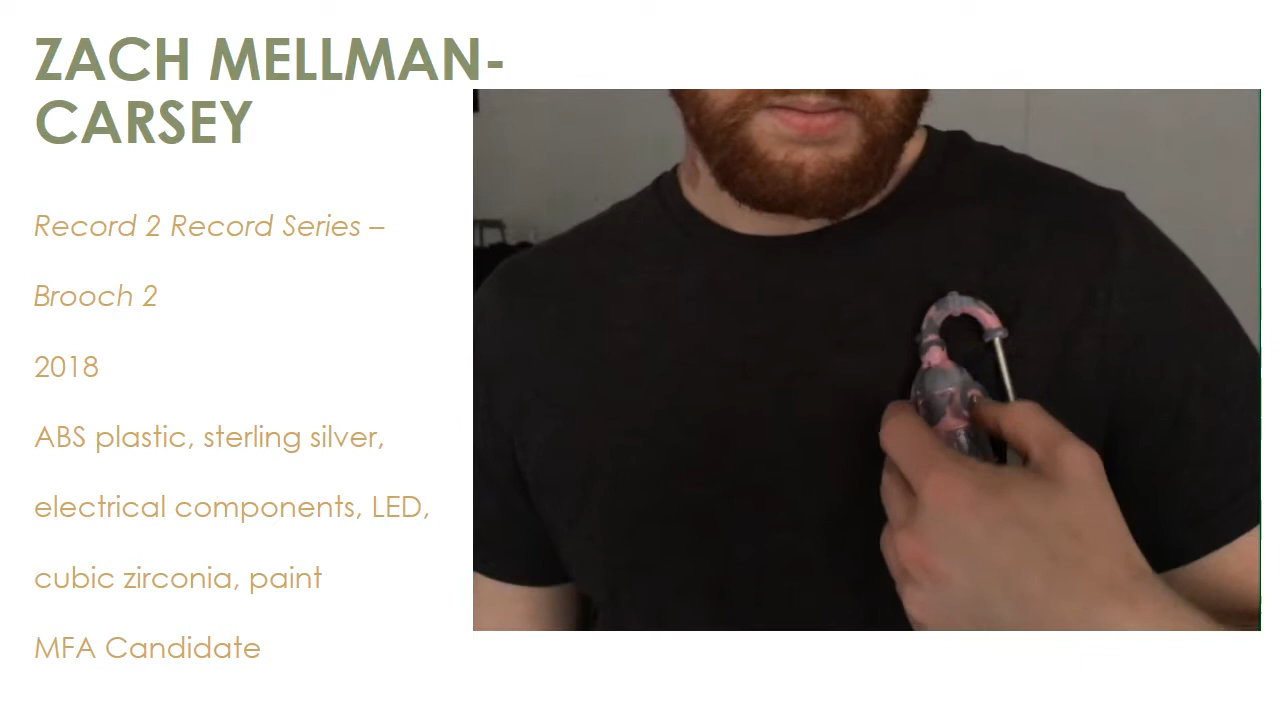 ZACH MELLMAN-
CARSEY
Record 2 Record Series –
Brooch 2
2018
ABS plastic, sterling silver,
electrical components, LED,
cubic zirconia, paint
MFA Candidate